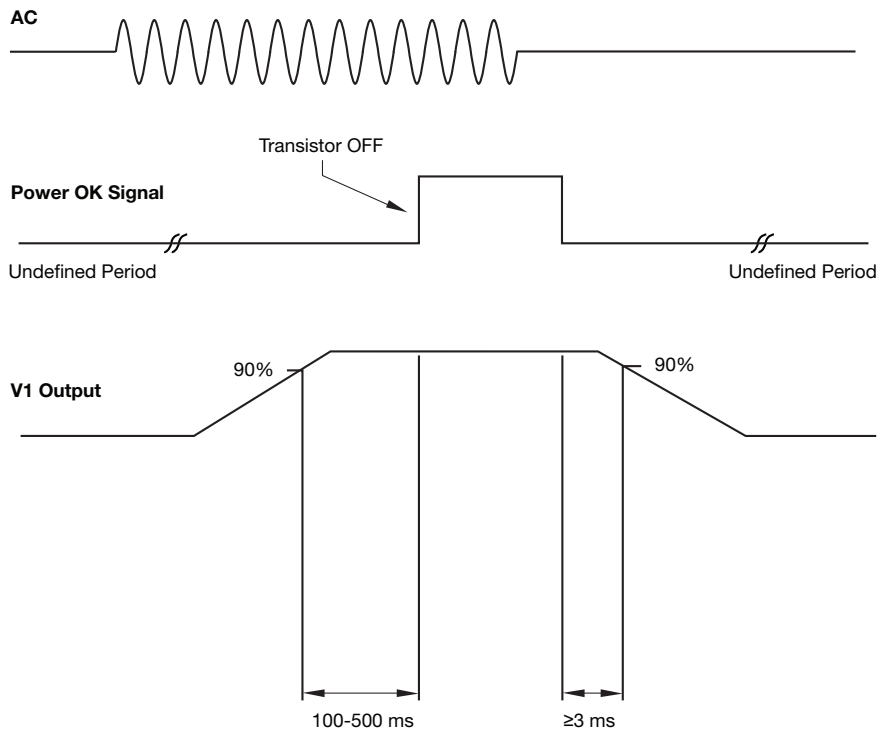 AC
Transistor OFF
Power OK Signal
Undefined Period
Undefined Period
90%
90%
V1 Output
100-500 ms
≥3 ms